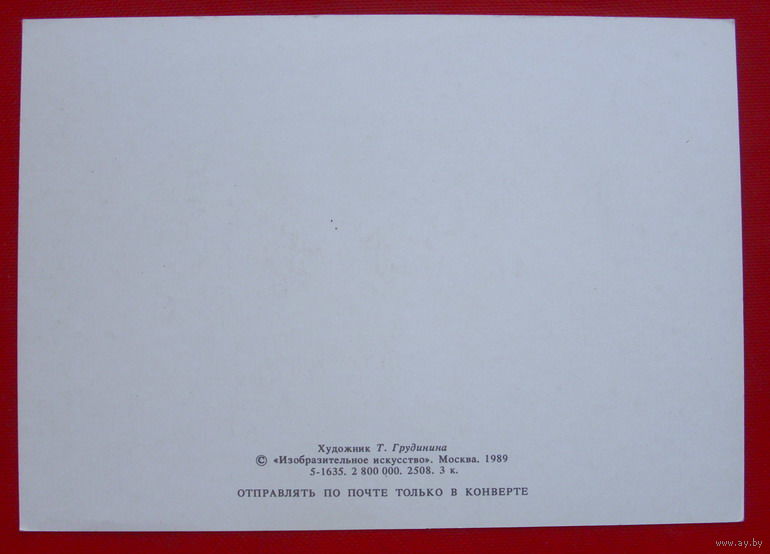 Художник Т. Грудинина
© «Изобразительное искусство». Москва. 1989
5-1635. 2 800 000. 2508. 3 к.
ОТПРАВЛЯТЬ ПО ПОЧТЕ ТОЛЬКО В КОНВЕРТЕ
www.ay.by